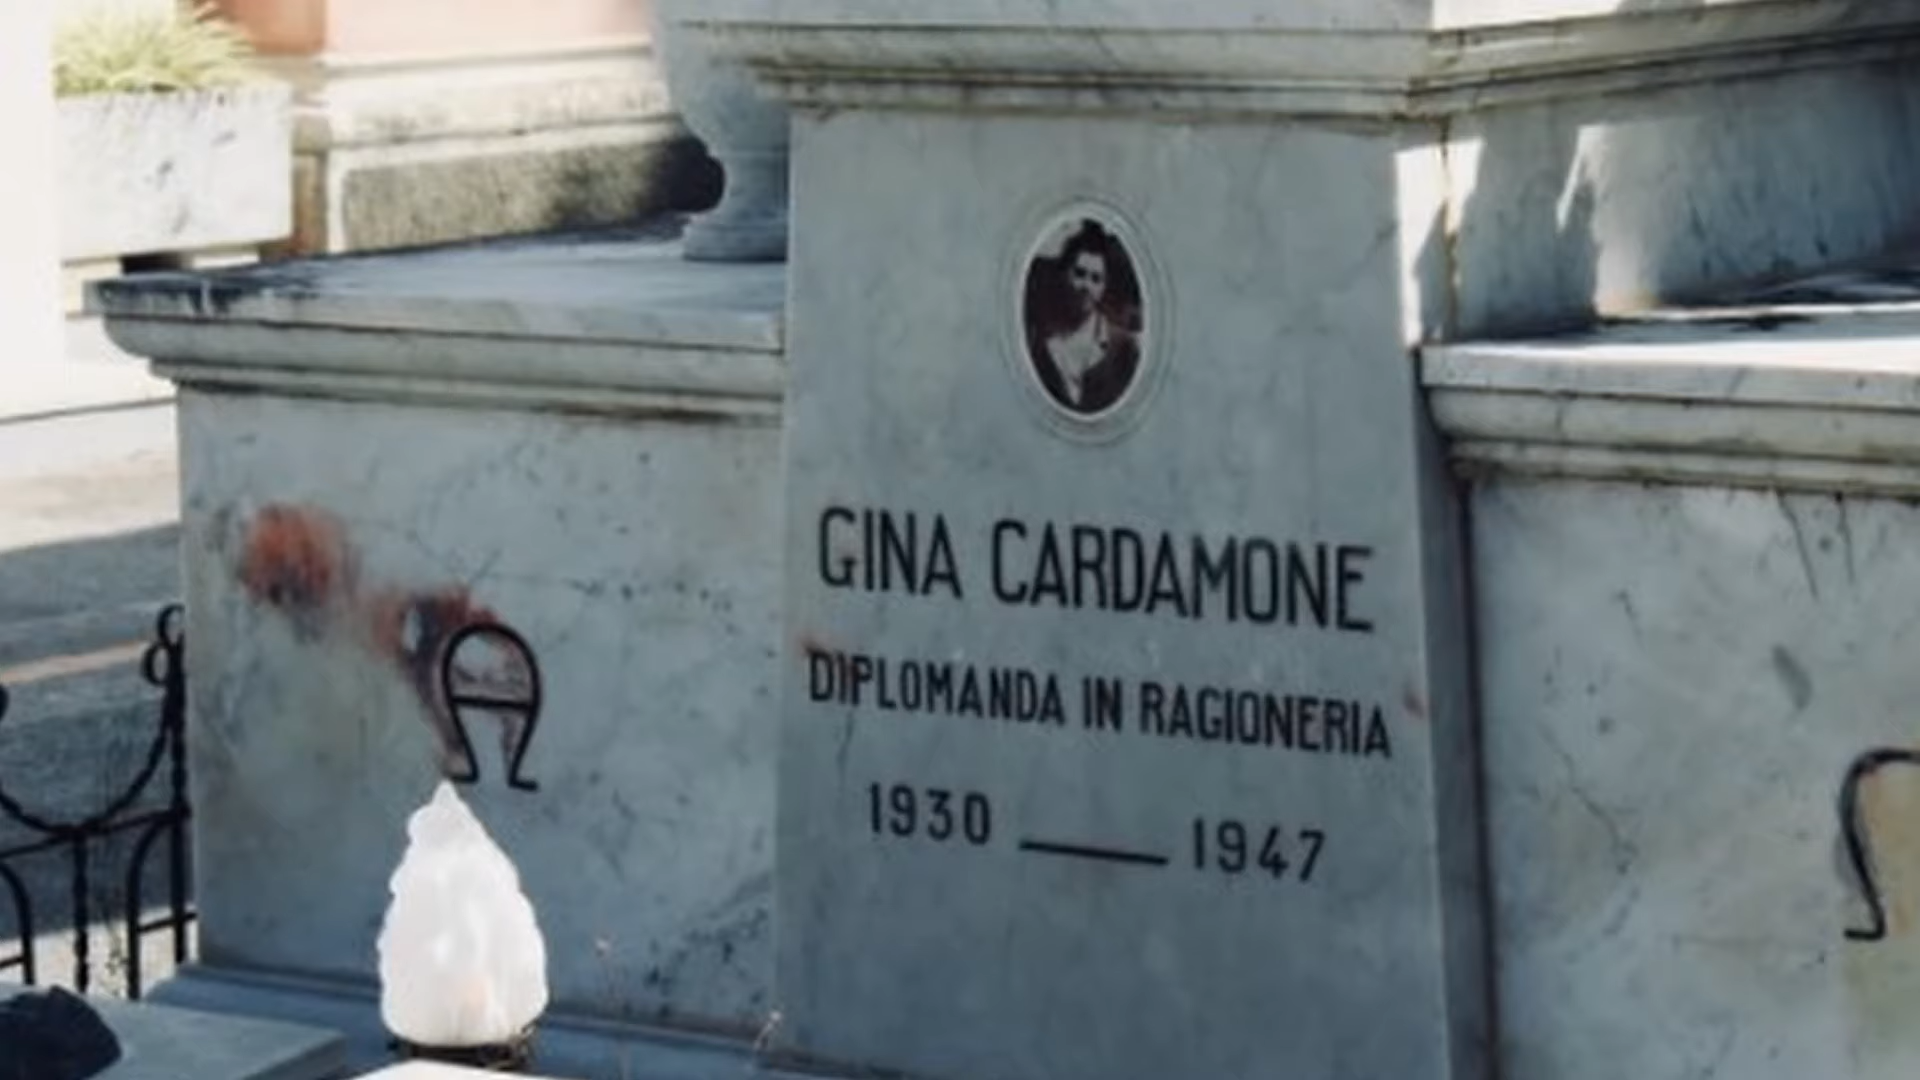 GINA CARDAMONE
DIPLOMANDA IN RAGIONERIA
1930 — 1947
A
Ω